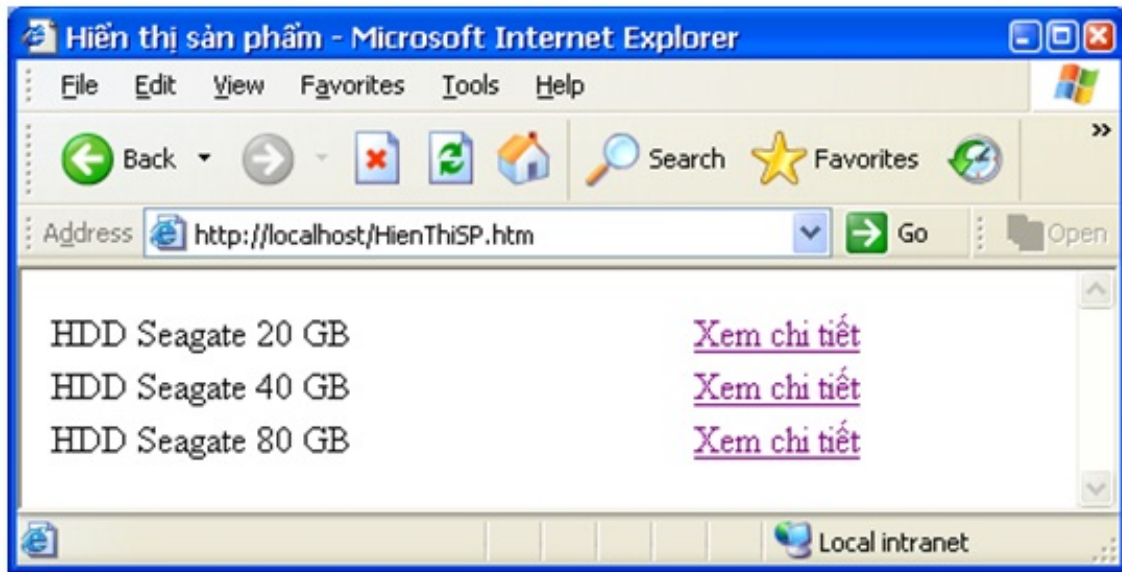 Hiển thị sản phẩm - Microsoft Internet Explorer
File Edit View Favorites Tools Help
Back Search Favorites »
Address http://localhost/HienThiSP.htm Go Open
HDD Seagate 20 GB Xem chi tiết
HDD Seagate 40 GB Xem chi tiết
HDD Seagate 80 GB Xem chi tiết
Local intranet